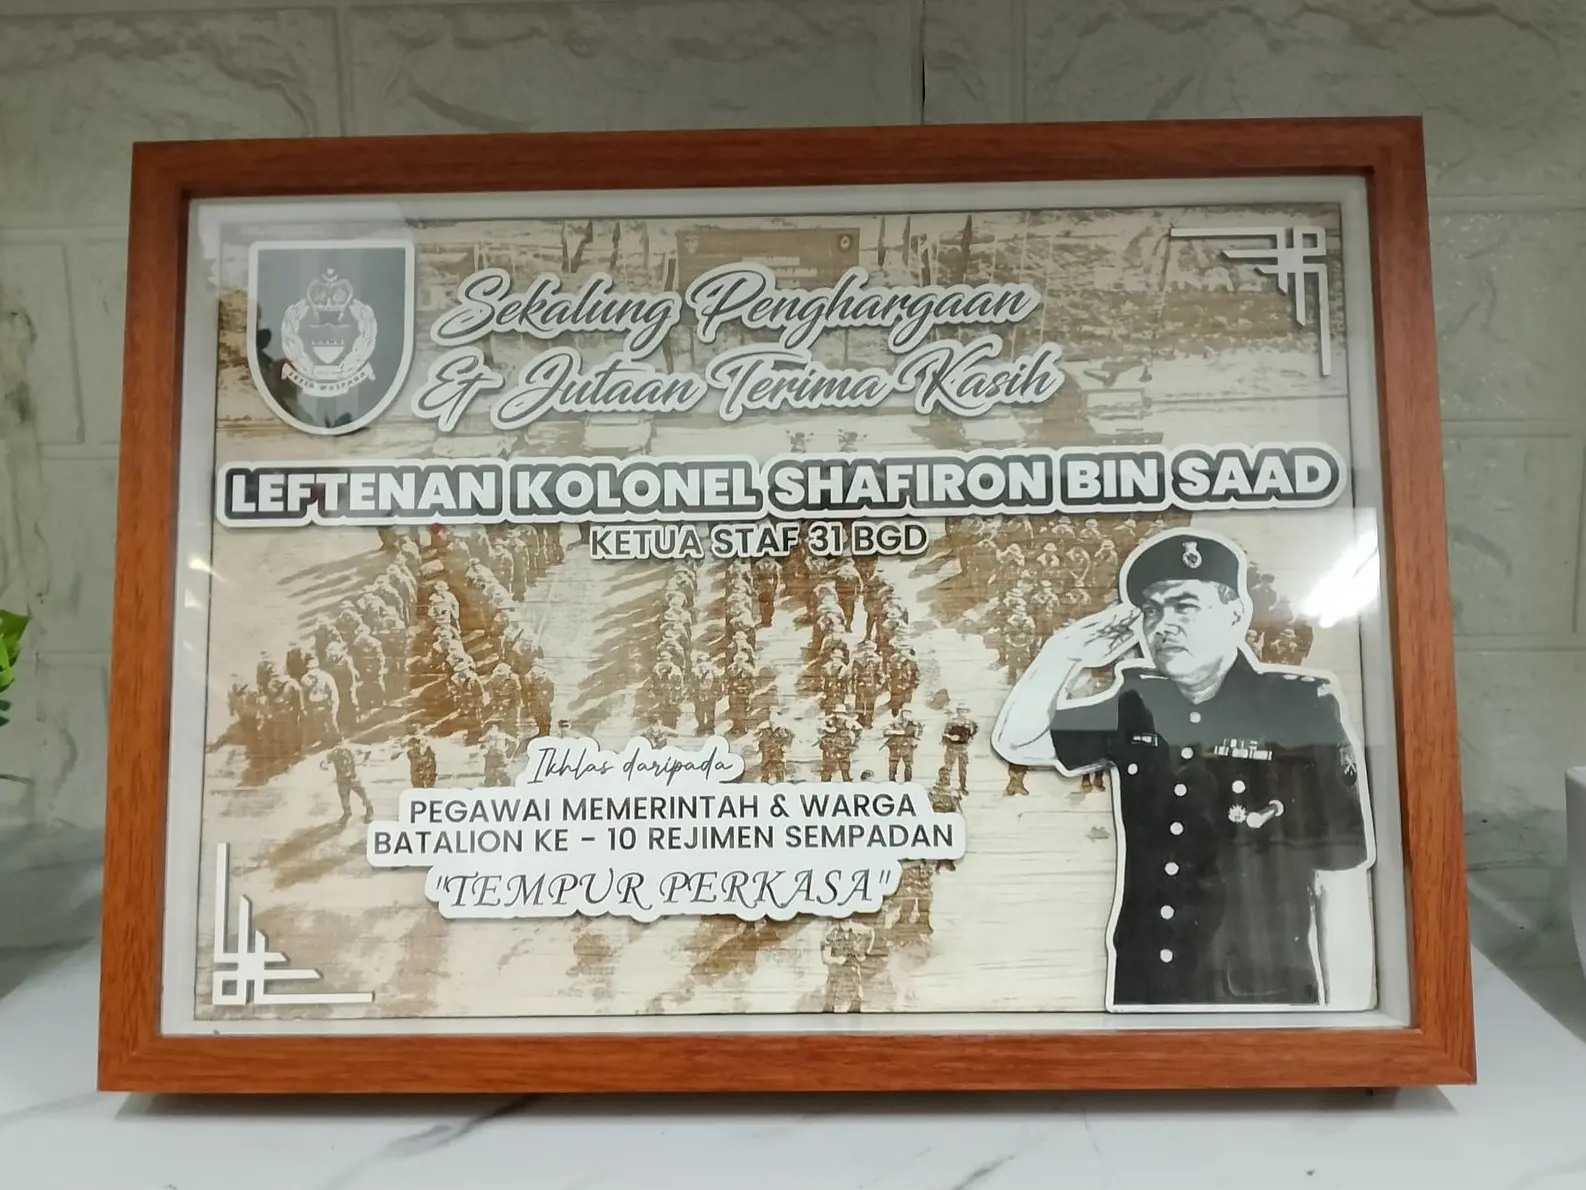 Sekalung Penghargaan
& Jutaan Terima Kasih
LEFTENAN KOLONEL SHAFIRON BIN SAAD
KETUA STAF 31 BGD
Ikhlas daripada
PEGAWAI MEMERINTAH & WARGA
BATALION KE - 10 REJIMEN SEMPADAN
"TEMPUR PERKASA"